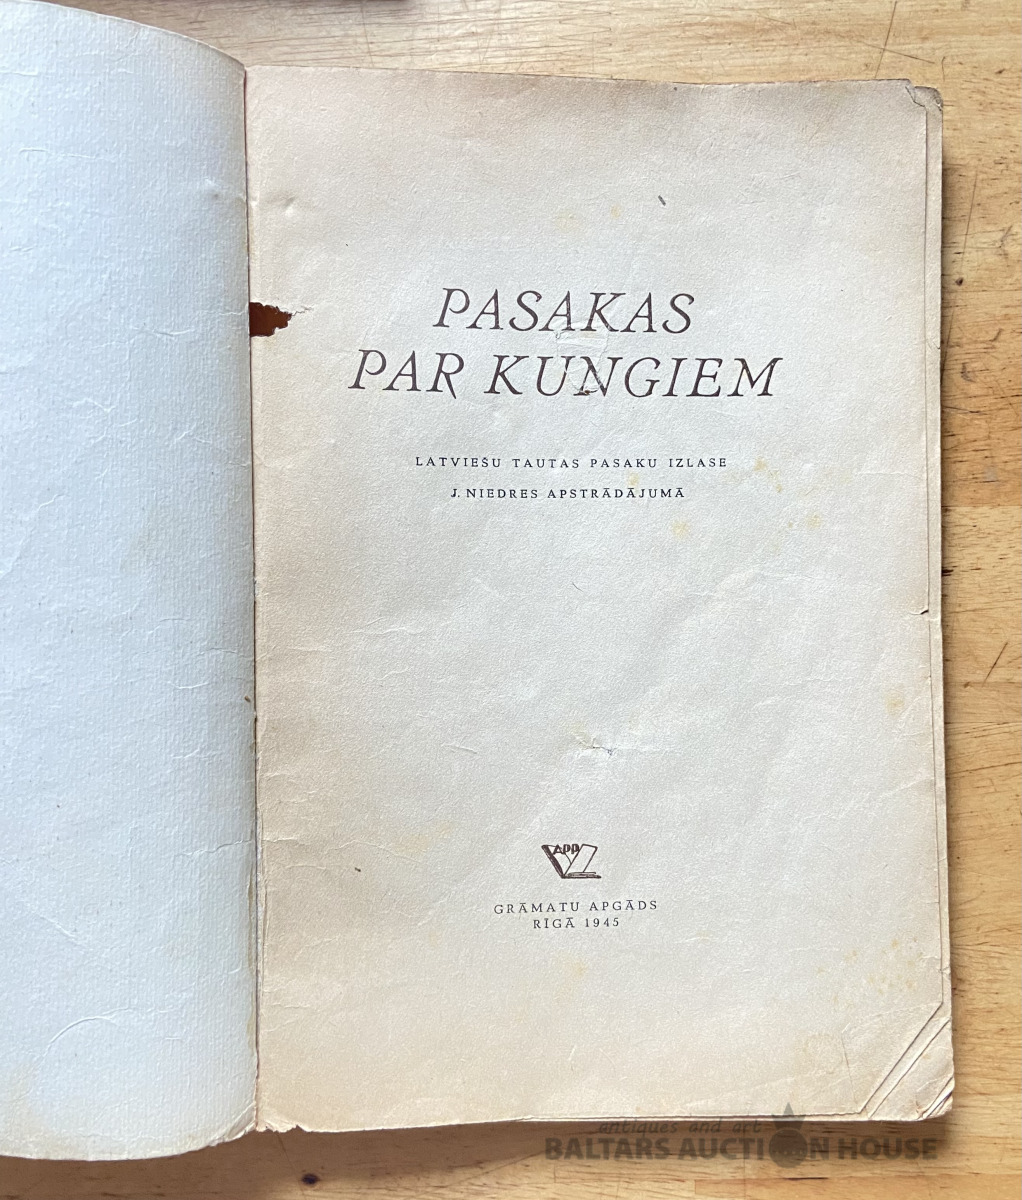 PASAKAS
PAR KUNGIEM
LATVIEŠU TAUTAS PASAKU IZLASE
J. NIEDRES APSTRĀDĀJUMĀ
APP
GRĀMATU APGĀDS
RĪGĀ 1945
antiques and art
BALTARS AUCTION HOUSE